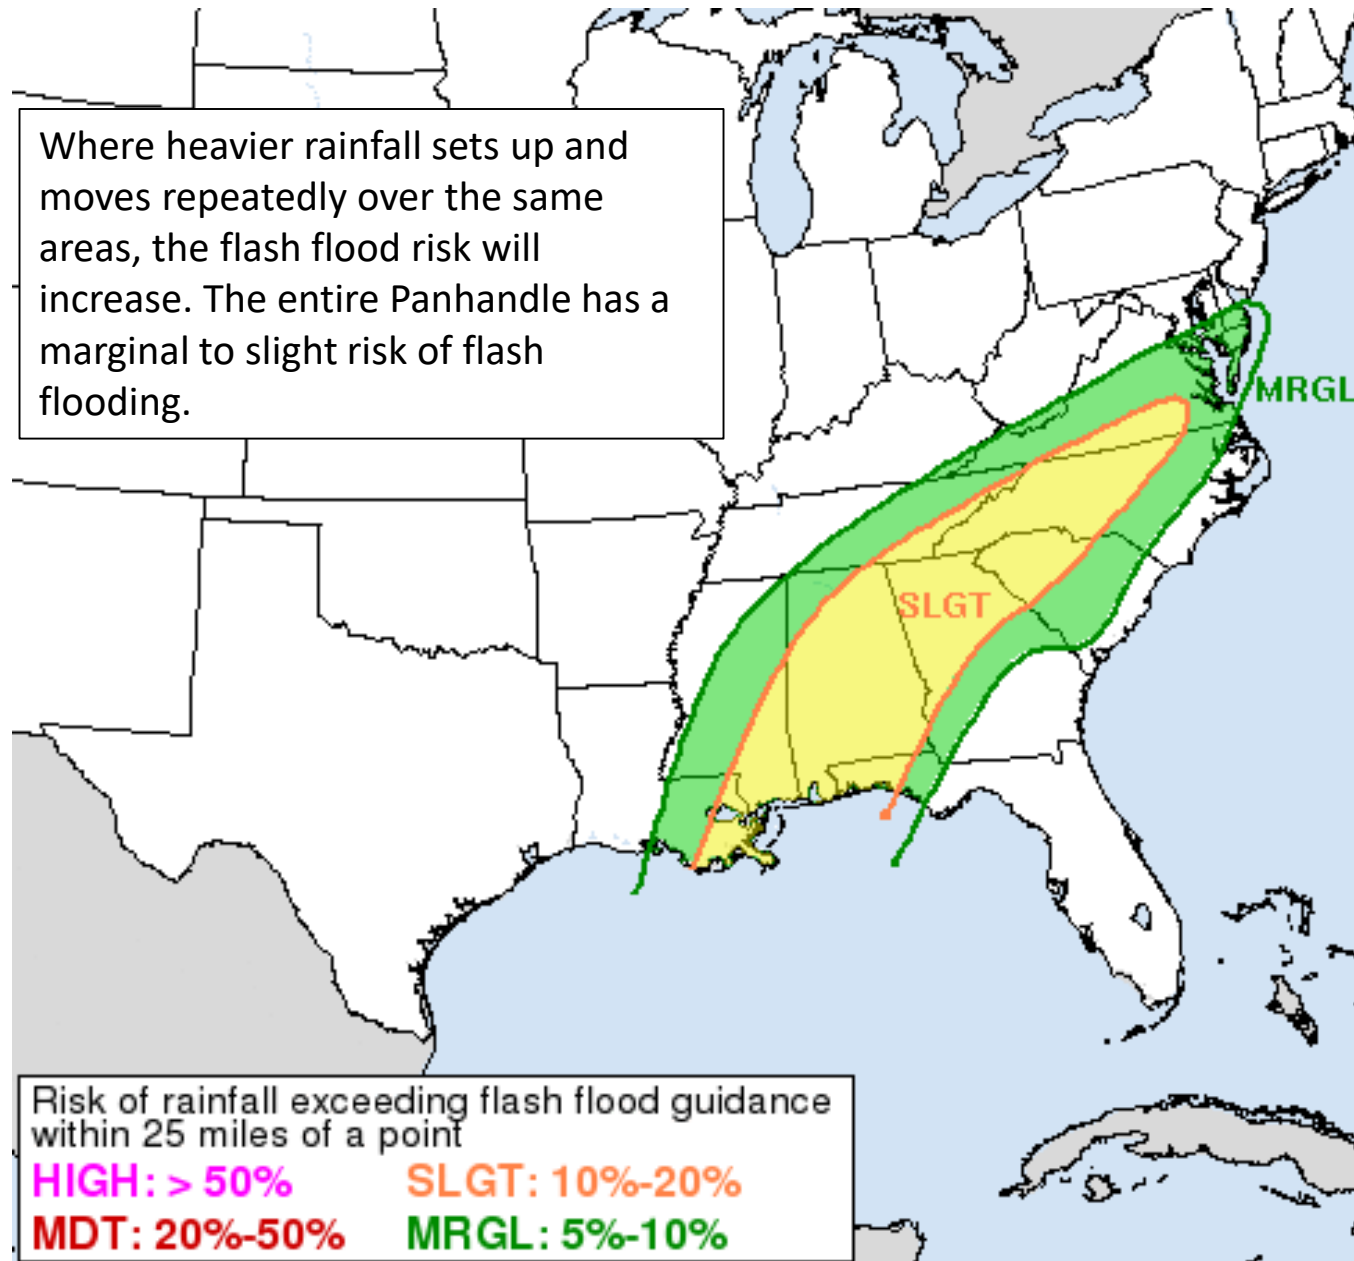 Where heavier rainfall sets up and
moves repeatedly over the same
areas, the flash flood risk will
increase. The entire Panhandle has a
marginal to slight risk of flash
flooding.
MRGL
SLGT
Risk of rainfall exceeding flash flood guidance
within 25 miles of a point
HIGH: > 50% SLGT: 10%-20%
MDT: 20%-50% MRGL: 5%-10%